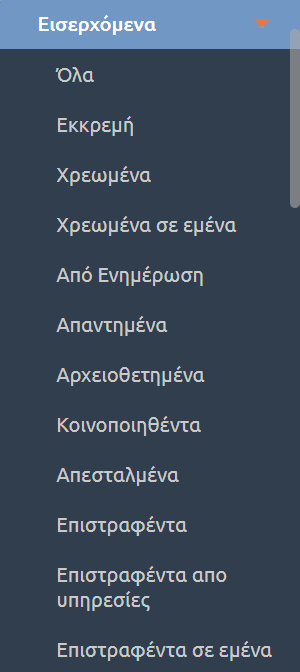 Εισερχόμενα
Όλα
Εκκρεμή
Χρεωμένα
Χρεωμένα σε εμένα
Από Ενημέρωση
Απαντημένα
Αρχειοθετημένα
Κοινοποιηθέντα
Απεσταλμένα
Επιστραφέντα
Επιστραφέντα απο
υπηρεσίες
Επιστραφέντα σε εμένα